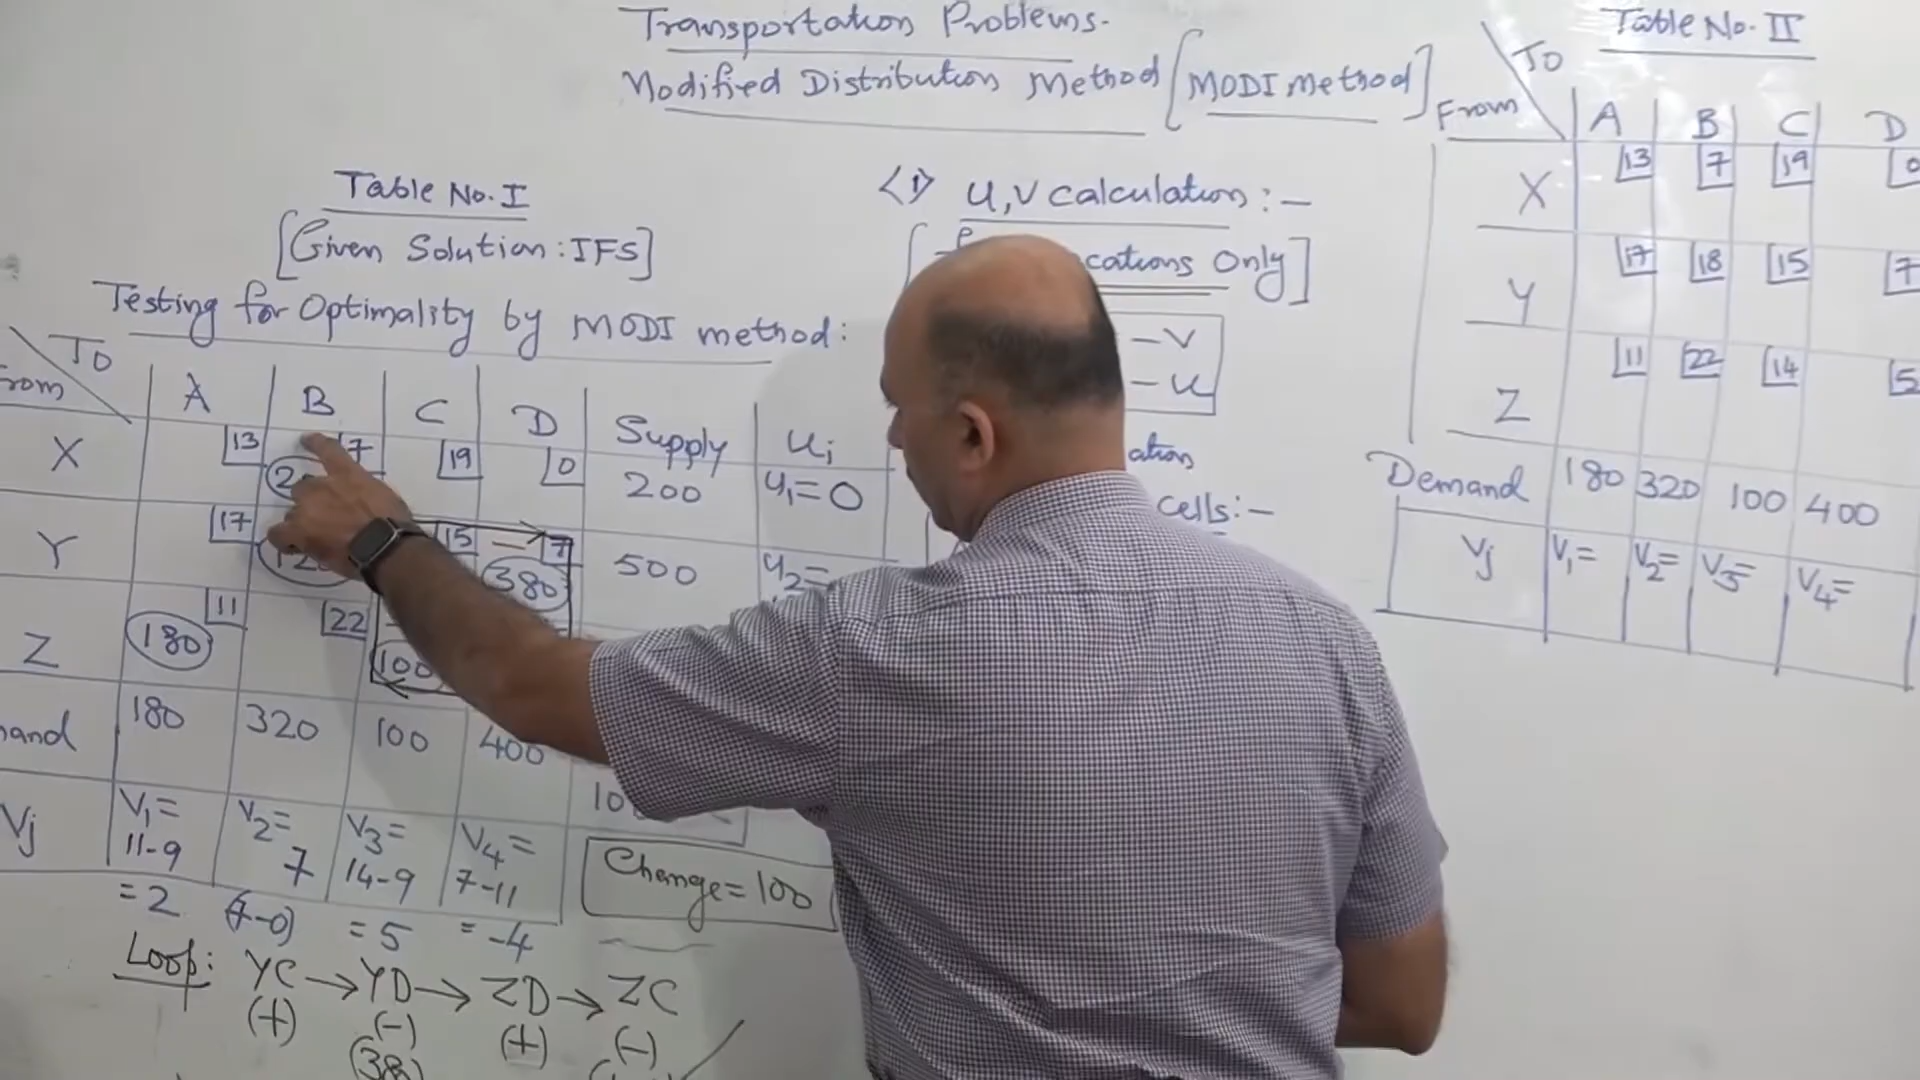 Transportation Problems.
Modified Distribution Method [MODI Method]
Table No. I
[Given Solution: IFS]
Testing for Optimality by MODI method:
To
From
A B C D Supply ui
X 13 7 19 0 200 u1=0
Y 17 15 - 7 380 500 u2=
Z 11 180 22 100
180 320 100 400
Vj V1= V2= V3= V4=
11-9 7 14-9 7-11
=2 (7-0) =5 =-4
Change=100
Loop: YC → YD → ZD → ZC
(+) (-) (+) (-)
<1> u,v calculation:-
Only]
-v
-u
cells:-
Table No. II
To
From
A B C D
X 13 7 19 0
Y 17 18 15 7
Z 11 22 14 5
Demand 180 320 100 400
Vj V1= V2= V3= V4=